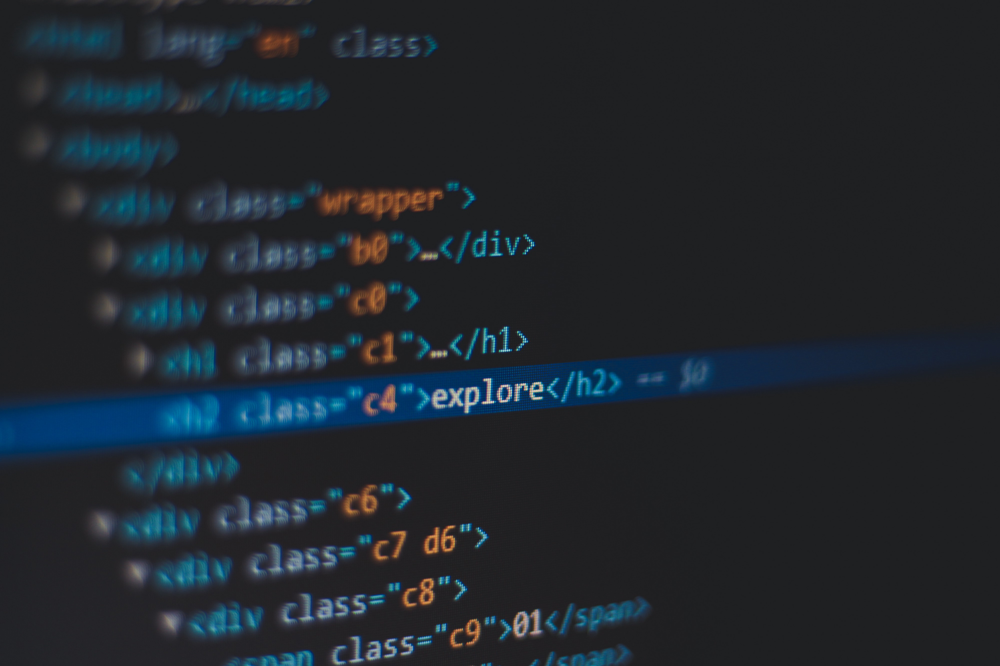 <html lang="en" class>
<head>…</head>
<body>
<div class="wrapper">
<div class="b0">…</div>
<div class="c0">
<h1 class="c1">…</h1>
<h2 class="c4">explore</h2> == $0
</div>
<div class="c6">
<div class="c7 d6">
<div class="c8">
<span class="c9">01</span>
</span>